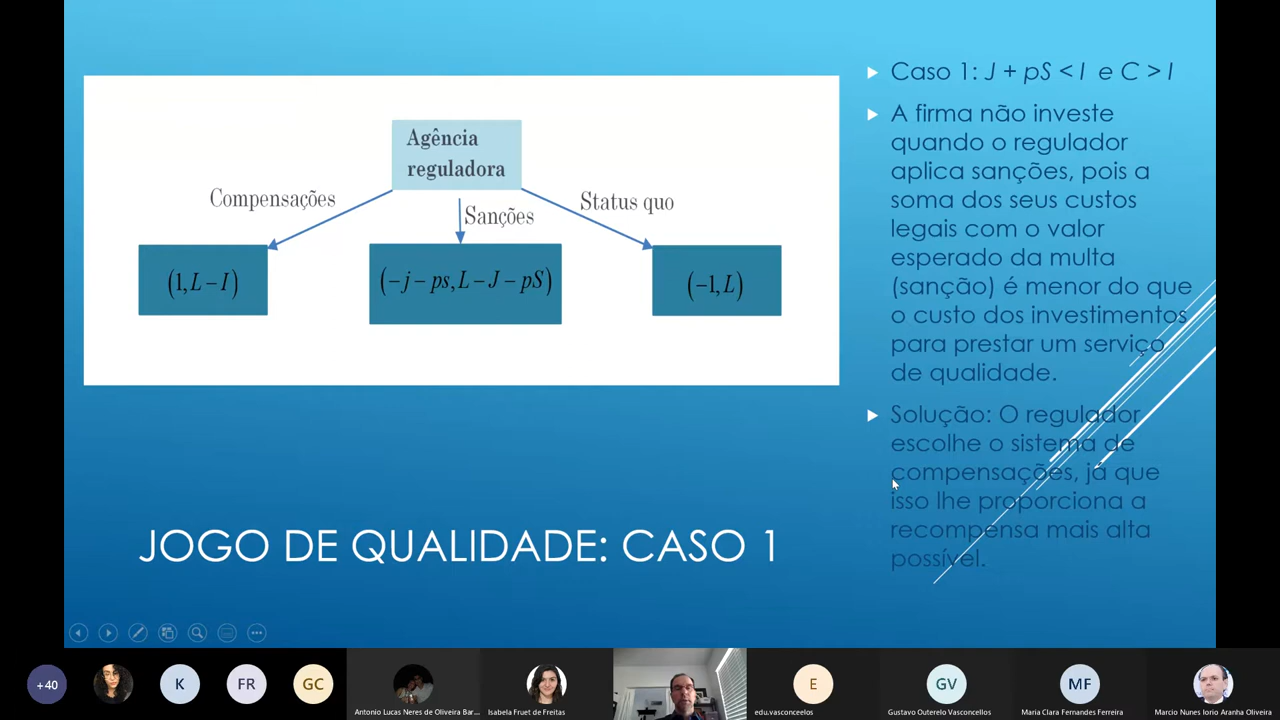 Caso 1: J + pS < I e C > I
A firma não investe
quando o regulador
aplica sanções, pois a
soma dos seus custos
legais com o valor
esperado da multa
(sanção) é menor do que
o custo dos investimentos
para prestar um serviço
de qualidade.
Solução: O regulador
escolhe o sistema de
compensações, já que
isso lhe proporciona a
recompensa mais alta
possível.
Agência
reguladora
Compensações
Sanções
Status quo
(1, L – I)
(–j – ps, L – J – pS)
(–1, L)
JOGO DE QUALIDADE: CASO 1
+40
K
FR
GC
Antonio Lucas Neres de Oliveira Bar...
Isabela Fruet de Freitas
E
edu.vasconceelos
GV
Gustavo Outerelo Vasconcellos
MF
Maria Clara Fernandes Ferreira
Marcio Nunes Iorio Aranha Oliveira